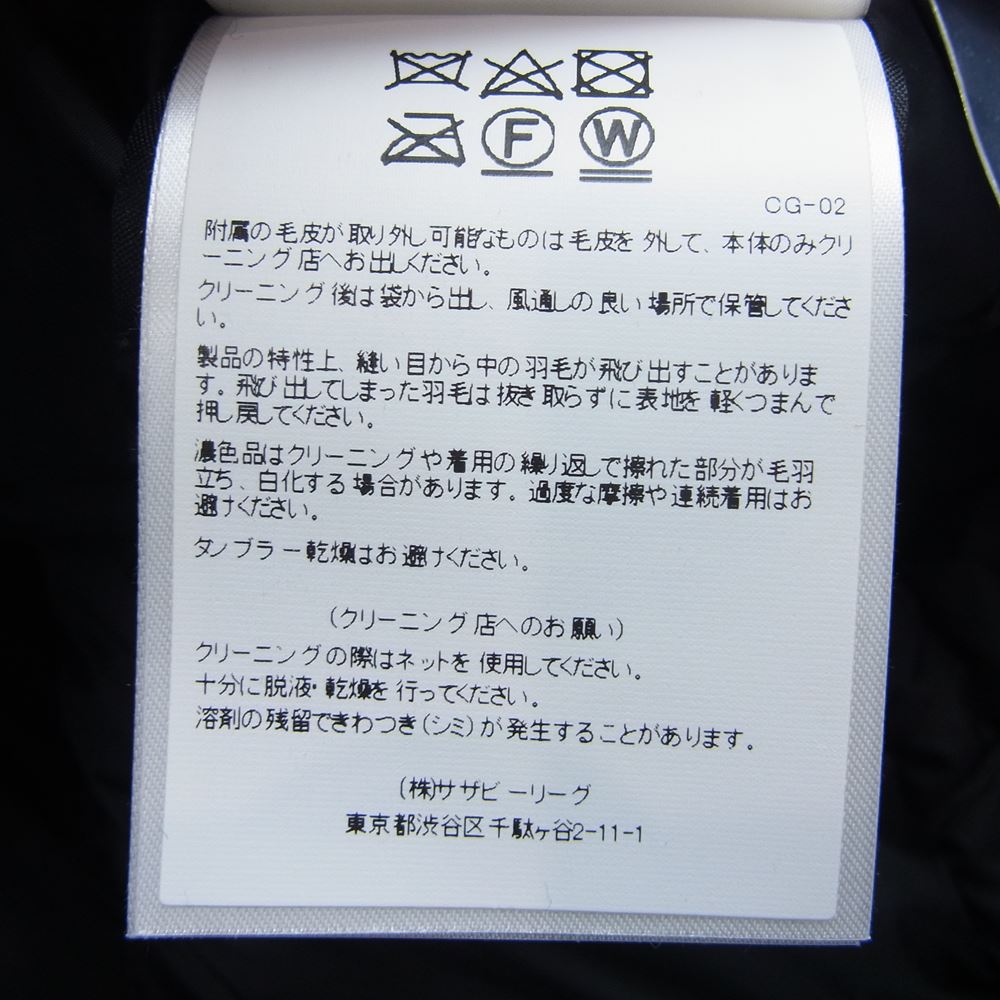 F W
CG-02
附属の毛皮が取り外し可能なものは毛皮を外して、本体のみクリ
ーニング店へお出しください。
クリーニング後は袋から出し、風通しの良い場所で保管してくださ
い。
製品の特性上、縫い目から中の羽毛が飛び出すことがありま
す。飛び出してしまった羽毛は抜き取らずに表地を軽くつまんで
押し戻してください。
濃色品はクリーニングや着用の繰り返しで擦れた部分が毛羽
立ち、白化する場合があります。過度な摩擦や連続着用はお
避けください。
タンブラー乾燥はお避けください。
(クリーニング店へのお願い)
クリーニングの際はネットを使用してください。
十分に脱液・乾燥を行ってください。
溶剤の残留できわつき(シミ)が発生することがあります。
(株)サザビーリーグ
東京都渋谷区千駄ヶ谷2-11-1